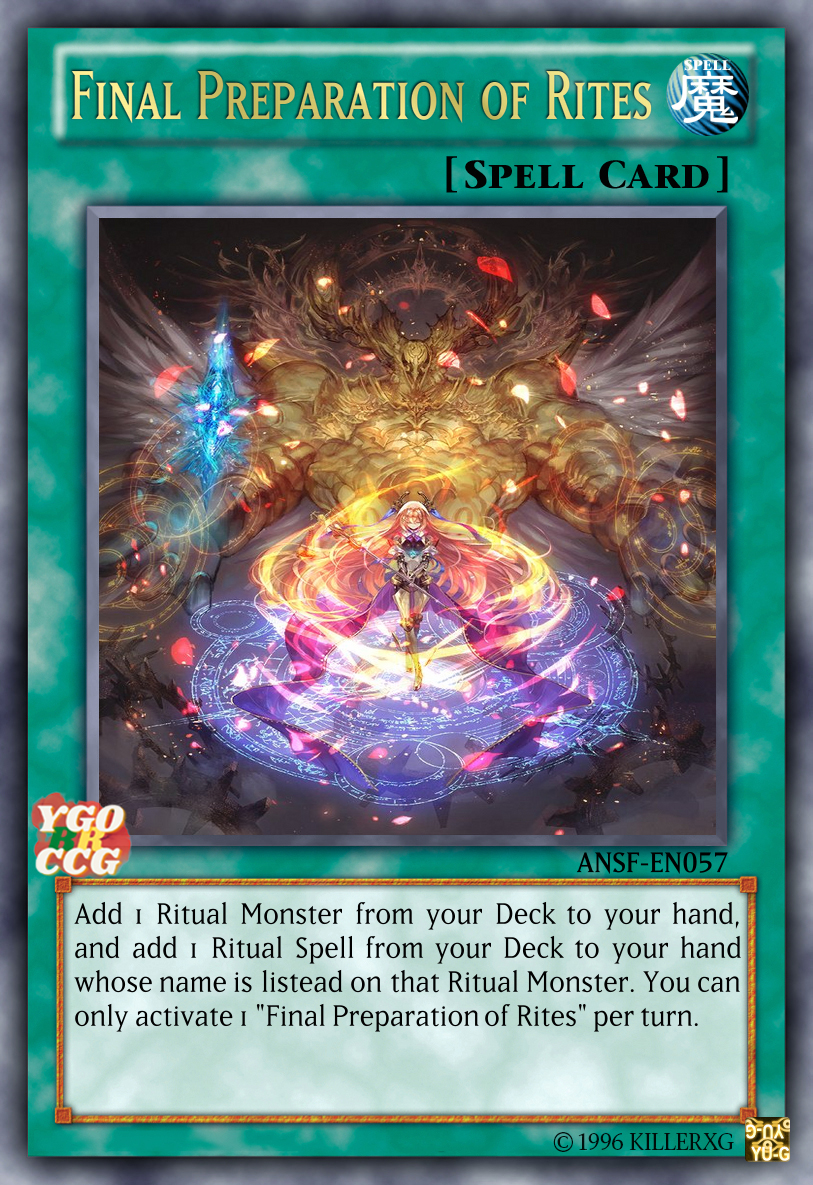 Final Preparation of Rites
SPELL
魔
[Spell Card]
YGO
BR
CCG
ANSF-EN057
Add 1 Ritual Monster from your Deck to your hand,
and add 1 Ritual Spell from your Deck to your hand
whose name is listead on that Ritual Monster. You can
only activate 1 "Final Preparation of Rites" per turn.
© 1996 KILLERXG
YU-G